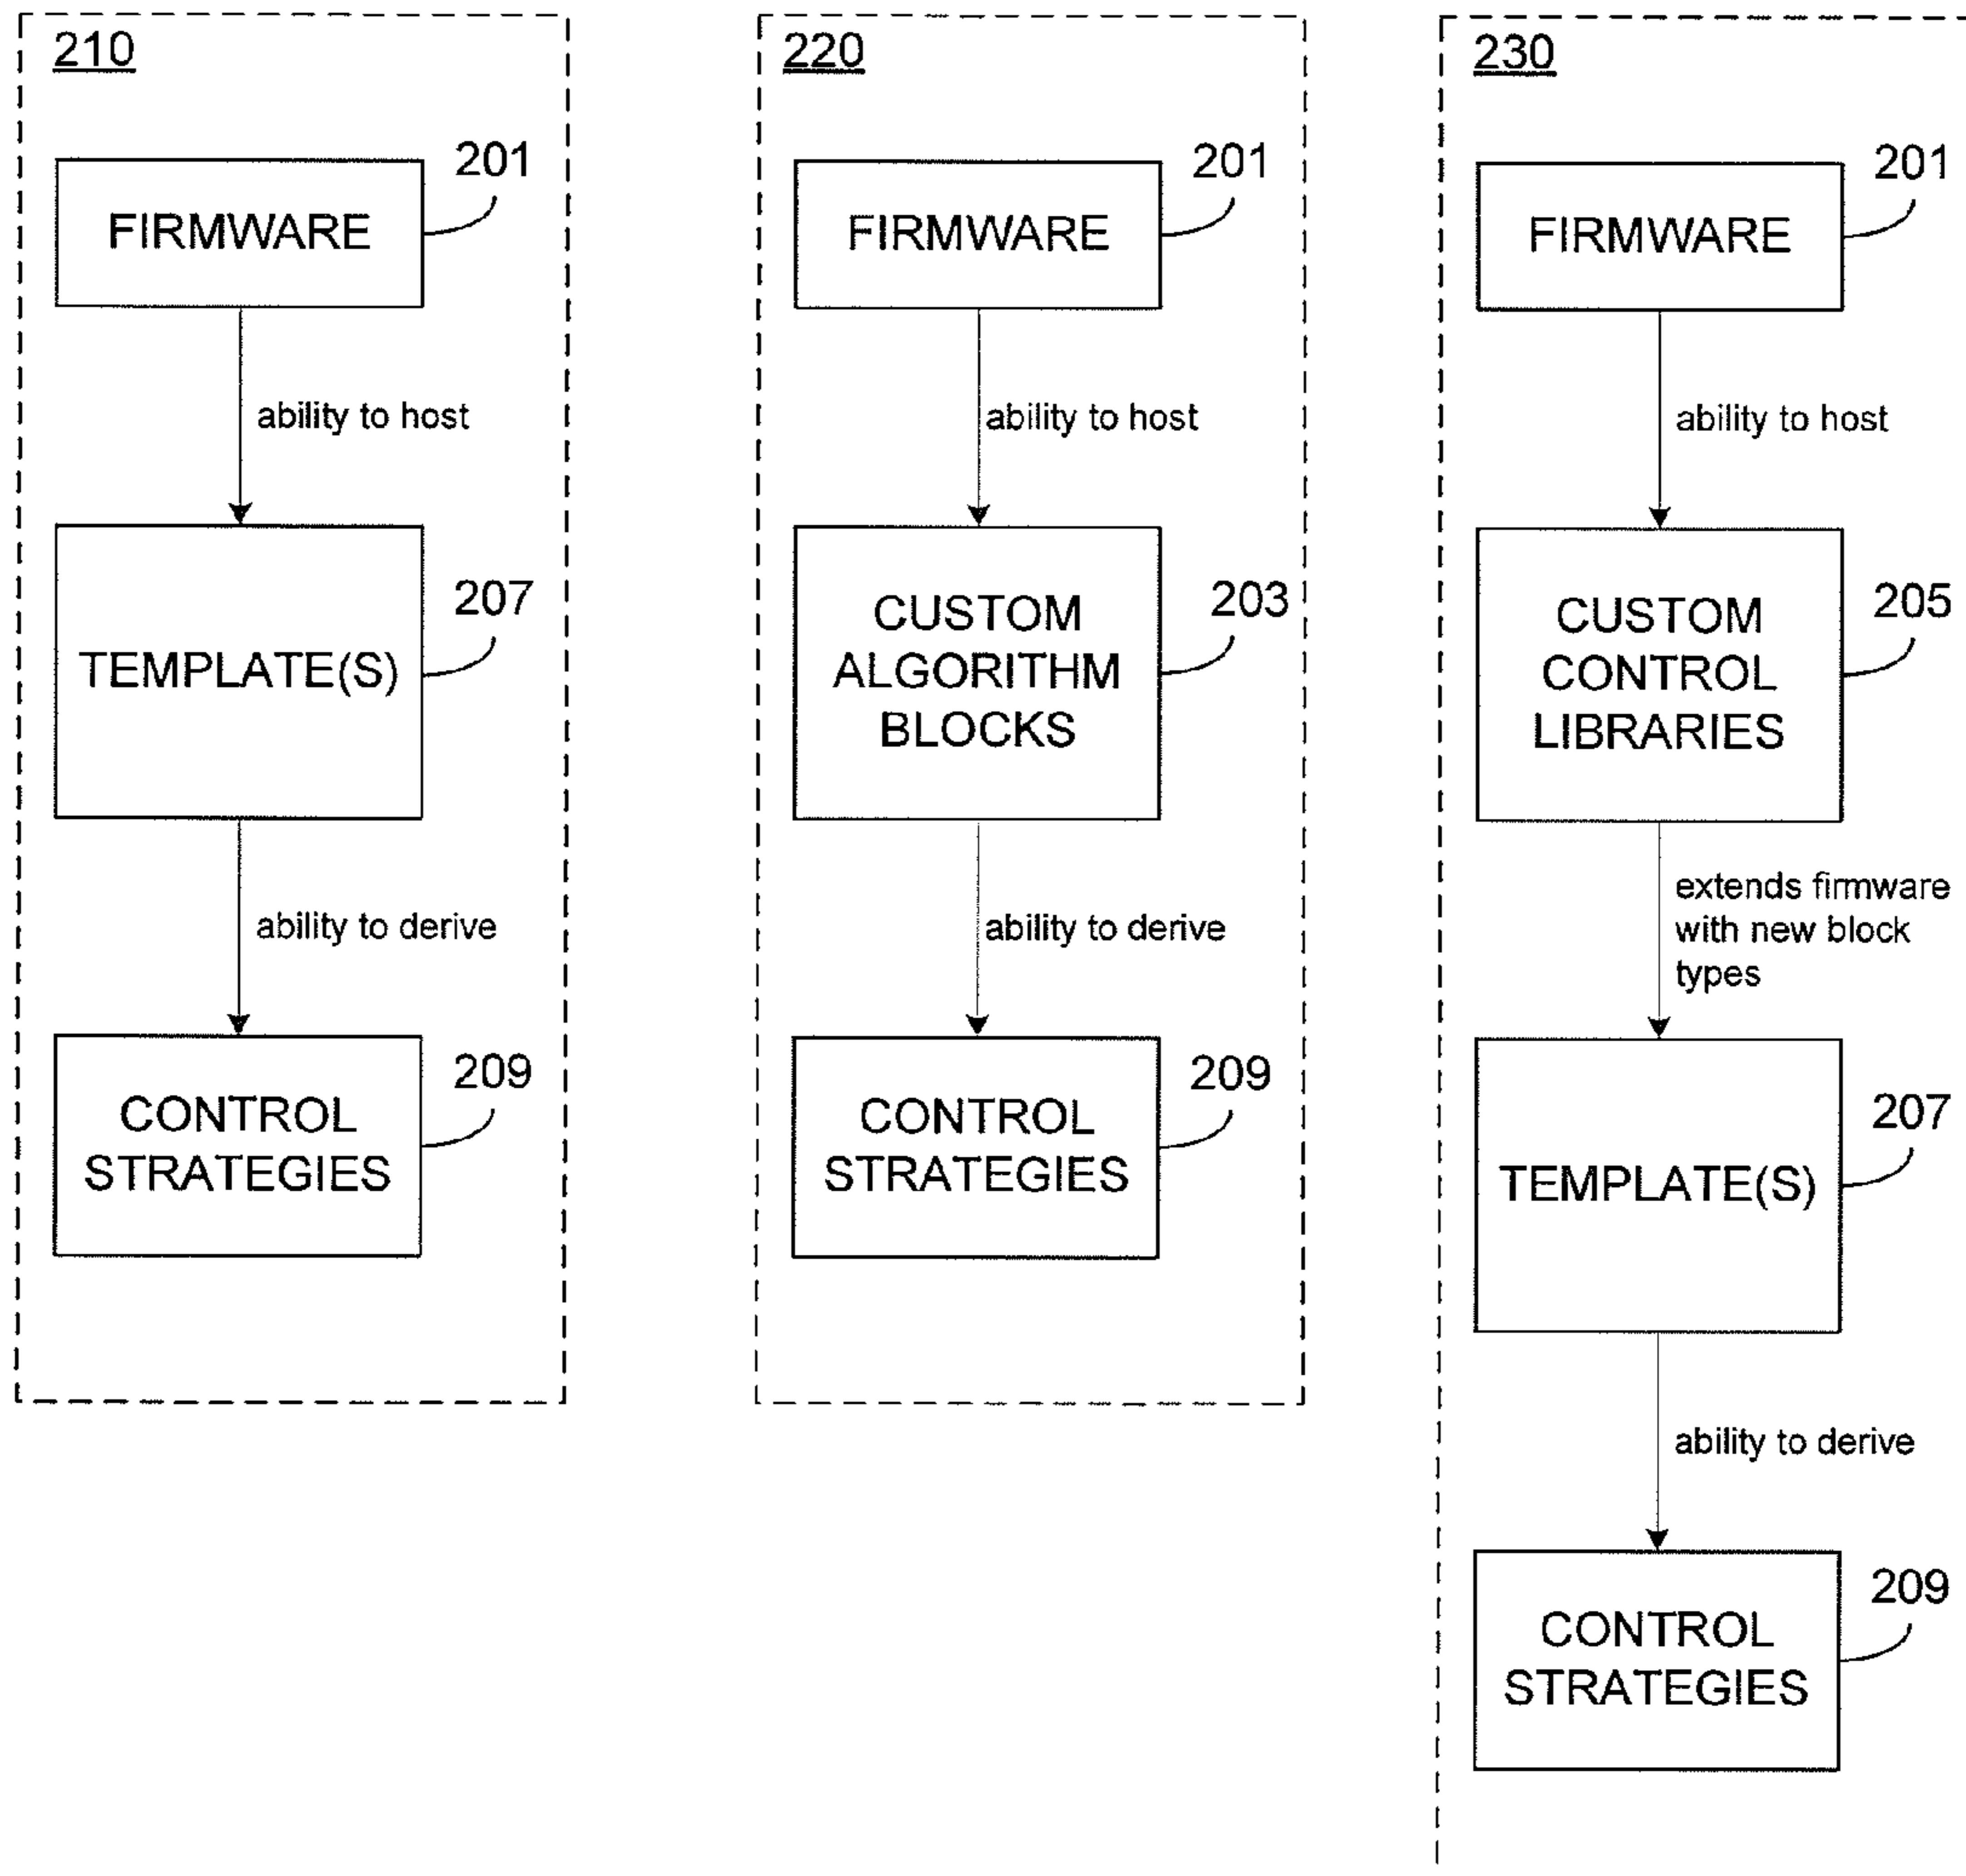 210
201
FIRMWARE
ability to host
207
TEMPLATE(S)
ability to derive
209
CONTROL
STRATEGIES
220
201
FIRMWARE
ability to host
203
CUSTOM
ALGORITHM
BLOCKS
ability to derive
209
CONTROL
STRATEGIES
230
201
FIRMWARE
ability to host
205
CUSTOM
CONTROL
LIBRARIES
extends firmware
with new block
types
207
TEMPLATE(S)
ability to derive
209
CONTROL
STRATEGIES